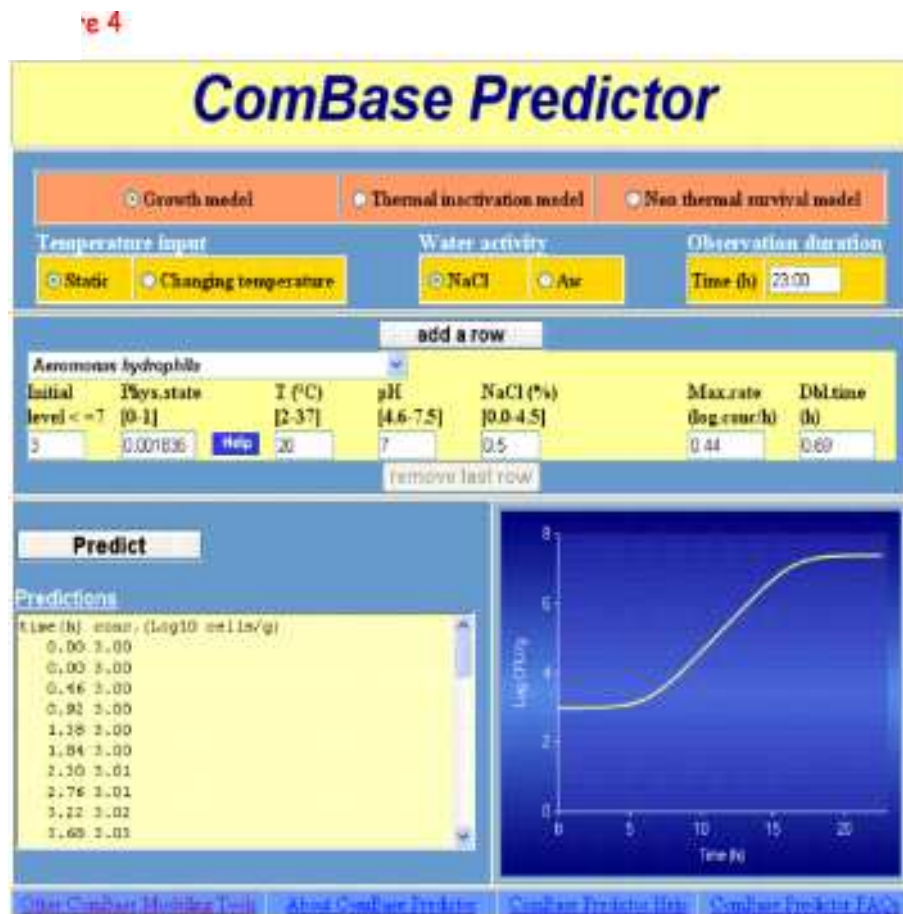 re 4
ComBase Predictor
Growth model Thermal inactivation model Non thermal survival model
Temperature input Water activity Observation duration
Static Changing temperature NaCl Aw Time (h) 23:00
add a row
Aeromonas hydrophila
Initial Phys.state T (°C) pH NaCl (%) Max.rate Dbl.time
level < =7 [0-1] [2-37] [4.6-7.5] [0.0-4.5] (log.conc/h) (h)
3 0.001836 Help 20 7 0.5 0.44 0.69
remove last row
Predict
Predictions
time(h) conc.(Log10 cells/g)
0.00 3.00
0.00 3.00
0.46 3.00
0.92 3.00
1.38 3.00
1.84 3.00
2.30 3.01
2.76 3.01
3.22 3.02
3.68 3.03
8
6
4
2
0
Log CFU/g
0 5 10 15 20
Time (h)
Other ComBase Modeling Tools About ComBase Predictor ComBase Predictor Help ComBase Predictor FAQs